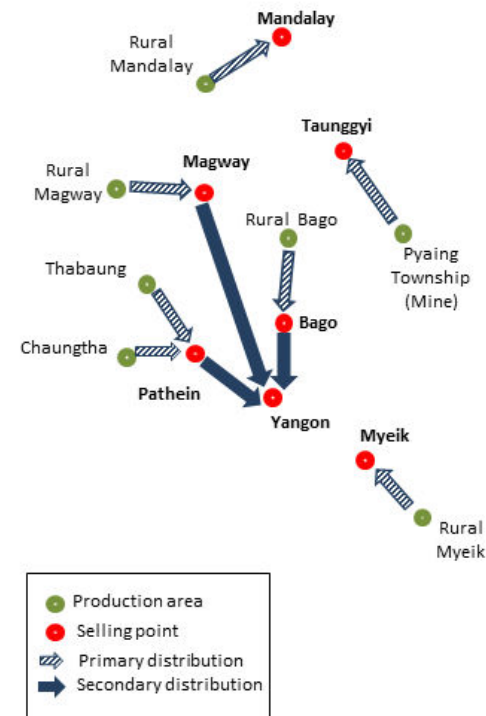 Mandalay
Rural
Mandalay
Taunggyi
Magway
Rural
Magway
Rural Bago
Pyaing
Township
(Mine)
Thabaung
Bago
Chaungtha
Pathein
Yangon
Myeik
Rural
Myeik
Production area
Selling point
Primary distribution
Secondary distribution